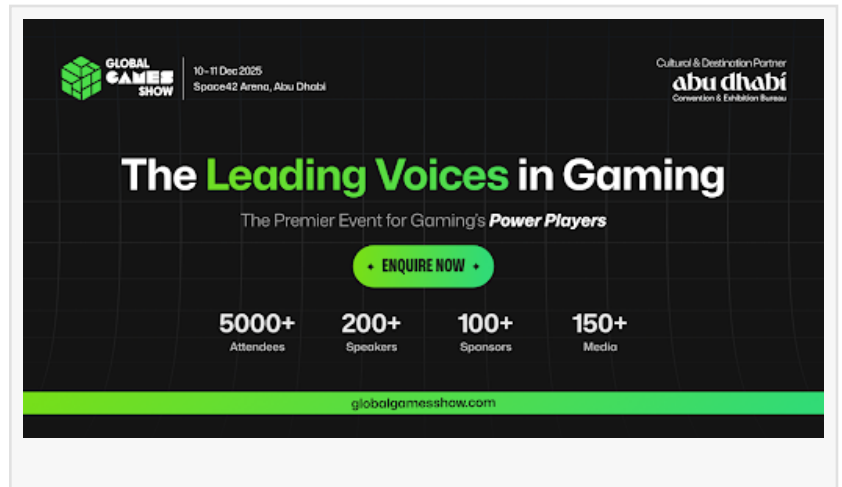 GLOBAL
GAMES
SHOW
10-11 Dec 2025
Space42 Arena, Abu Dhabi
Cultural & Destination Partner
abu dhabi
Convention & Exhibition Bureau
The Leading Voices in Gaming
The Premier Event for Gaming's Power Players
ENQUIRE NOW
5000+
Attendees
200+
Speakers
100+
Sponsors
150+
Media
globalgamesshow.com